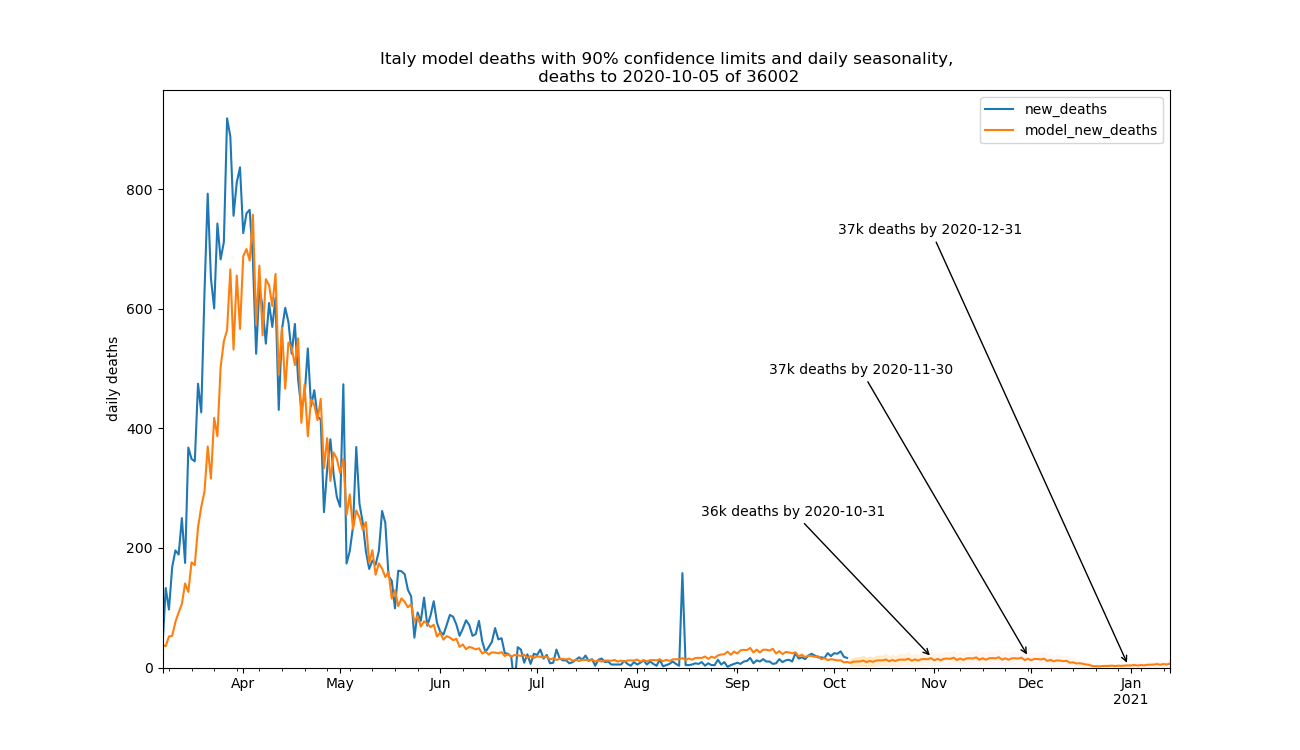 Italy model deaths with 90% confidence limits and daily seasonality,
deaths to 2020-10-05 of 36002
new_deaths
model_new_deaths
daily deaths
800
600
400
200
0
37k deaths by 2020-12-31
37k deaths by 2020-11-30
36k deaths by 2020-10-31
Apr May Jun Jul Aug Sep Oct Nov Dec Jan
2021